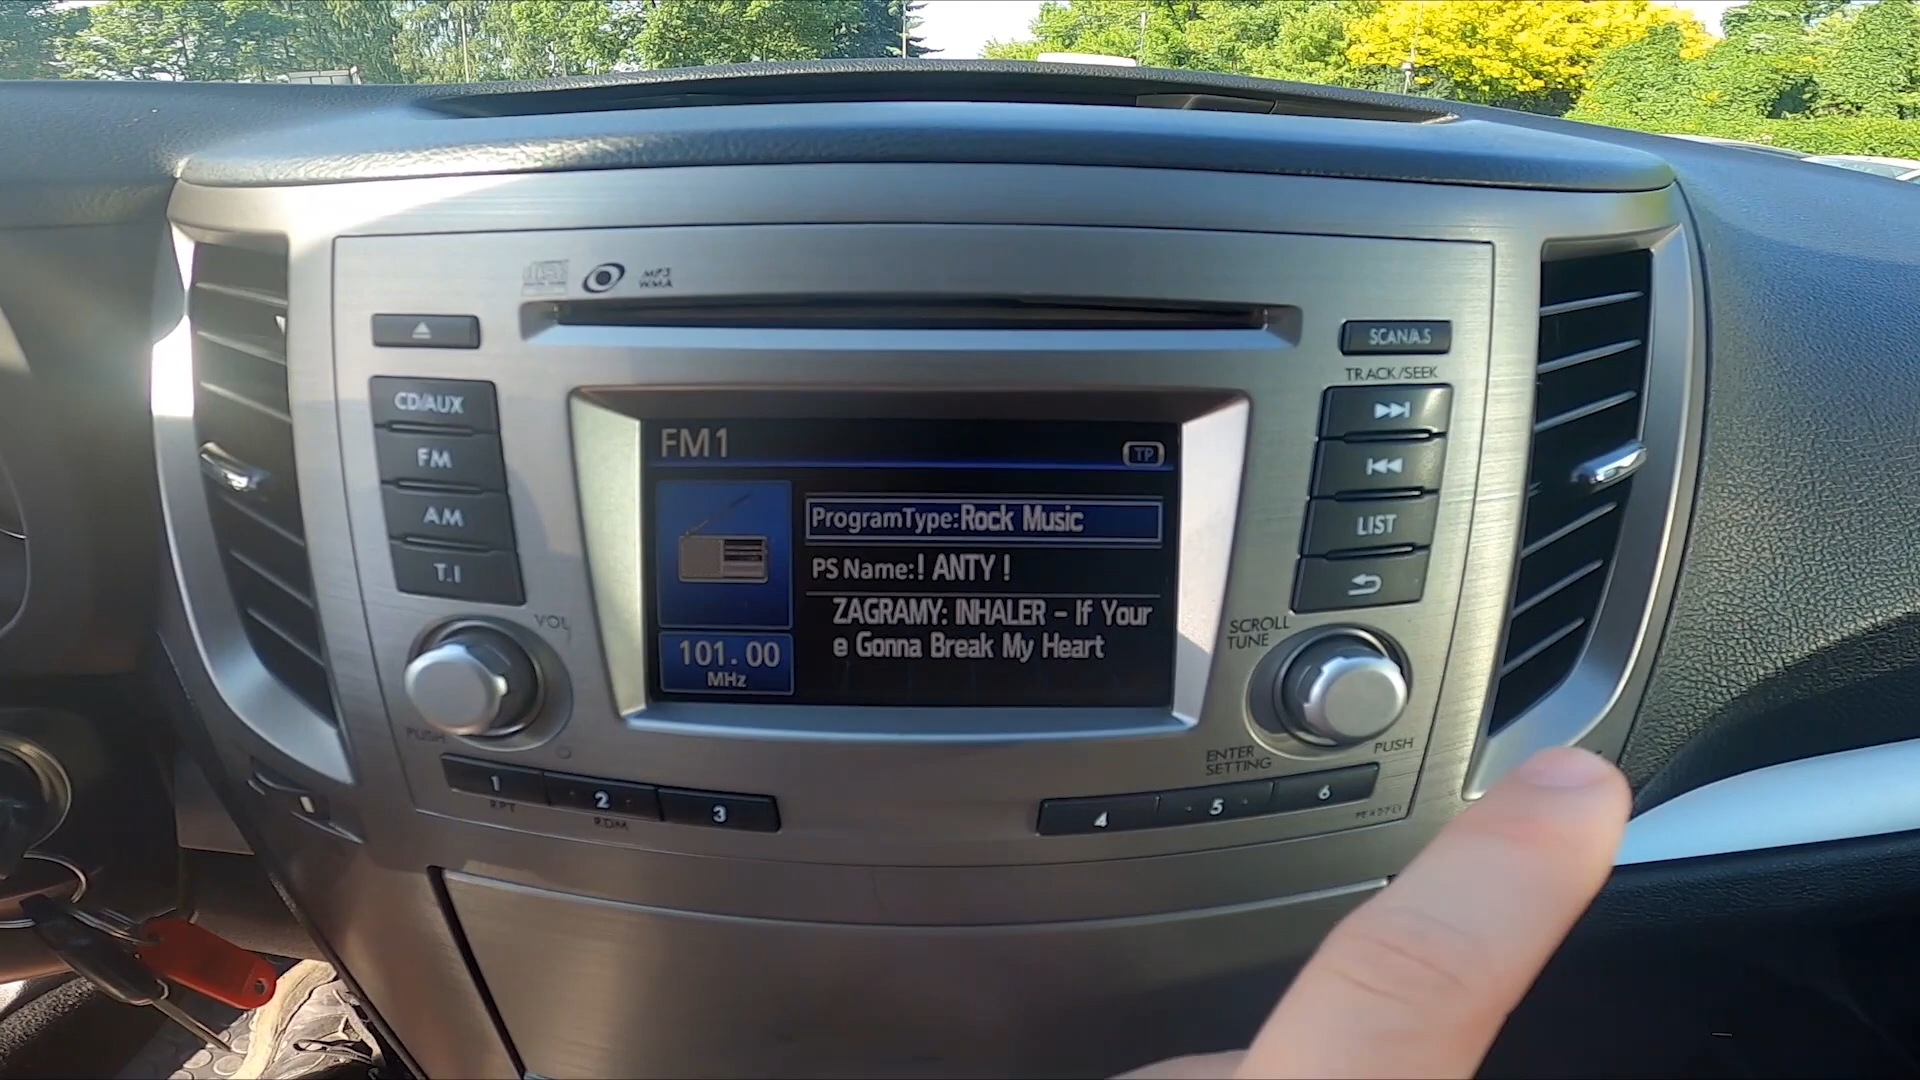 MP3
WMA
SCAN/A.S
TRACK/SEEK
CD/AUX
FM
AM
T.I
LIST
VOL
PUSH
FM1
TP
ProgramType:Rock Music
PS Name:! ANTY !
ZAGRAMY: INHALER - If Your
e Gonna Break My Heart
101.00
MHz
SCROLL
TUNE
ENTER
SETTING
PUSH
1
RPT
2
RDM
3
4
5
6